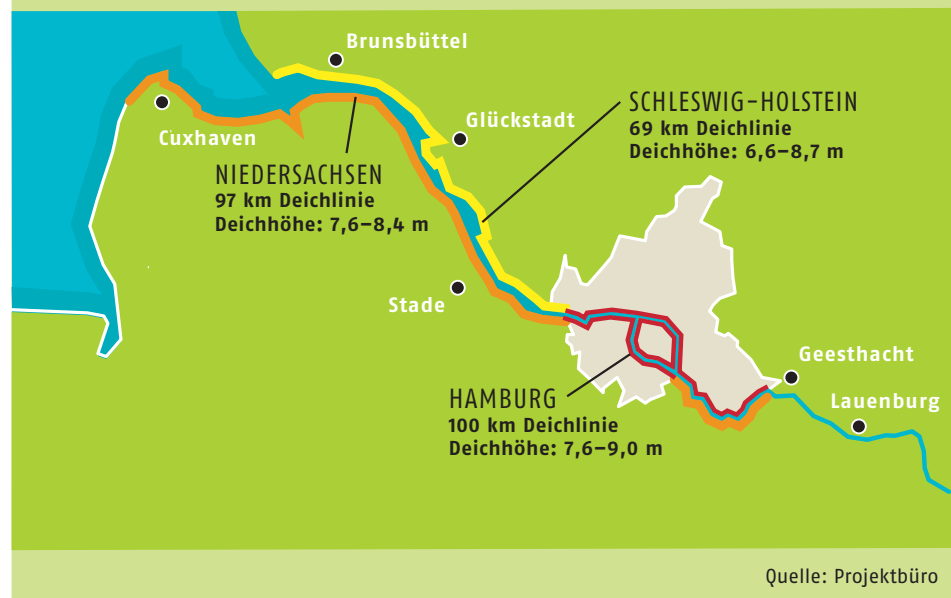 Brunsbüttel
Cuxhaven
Glückstadt
SCHLESWIG-HOLSTEIN
69 km Deichlinie
Deichhöhe: 6,6–8,7 m
NIEDERSACHSEN
97 km Deichlinie
Deichhöhe: 7,6–8,4 m
Stade
HAMBURG
100 km Deichlinie
Deichhöhe: 7,6–9,0 m
Geesthacht
Lauenburg
Quelle: Projektbüro